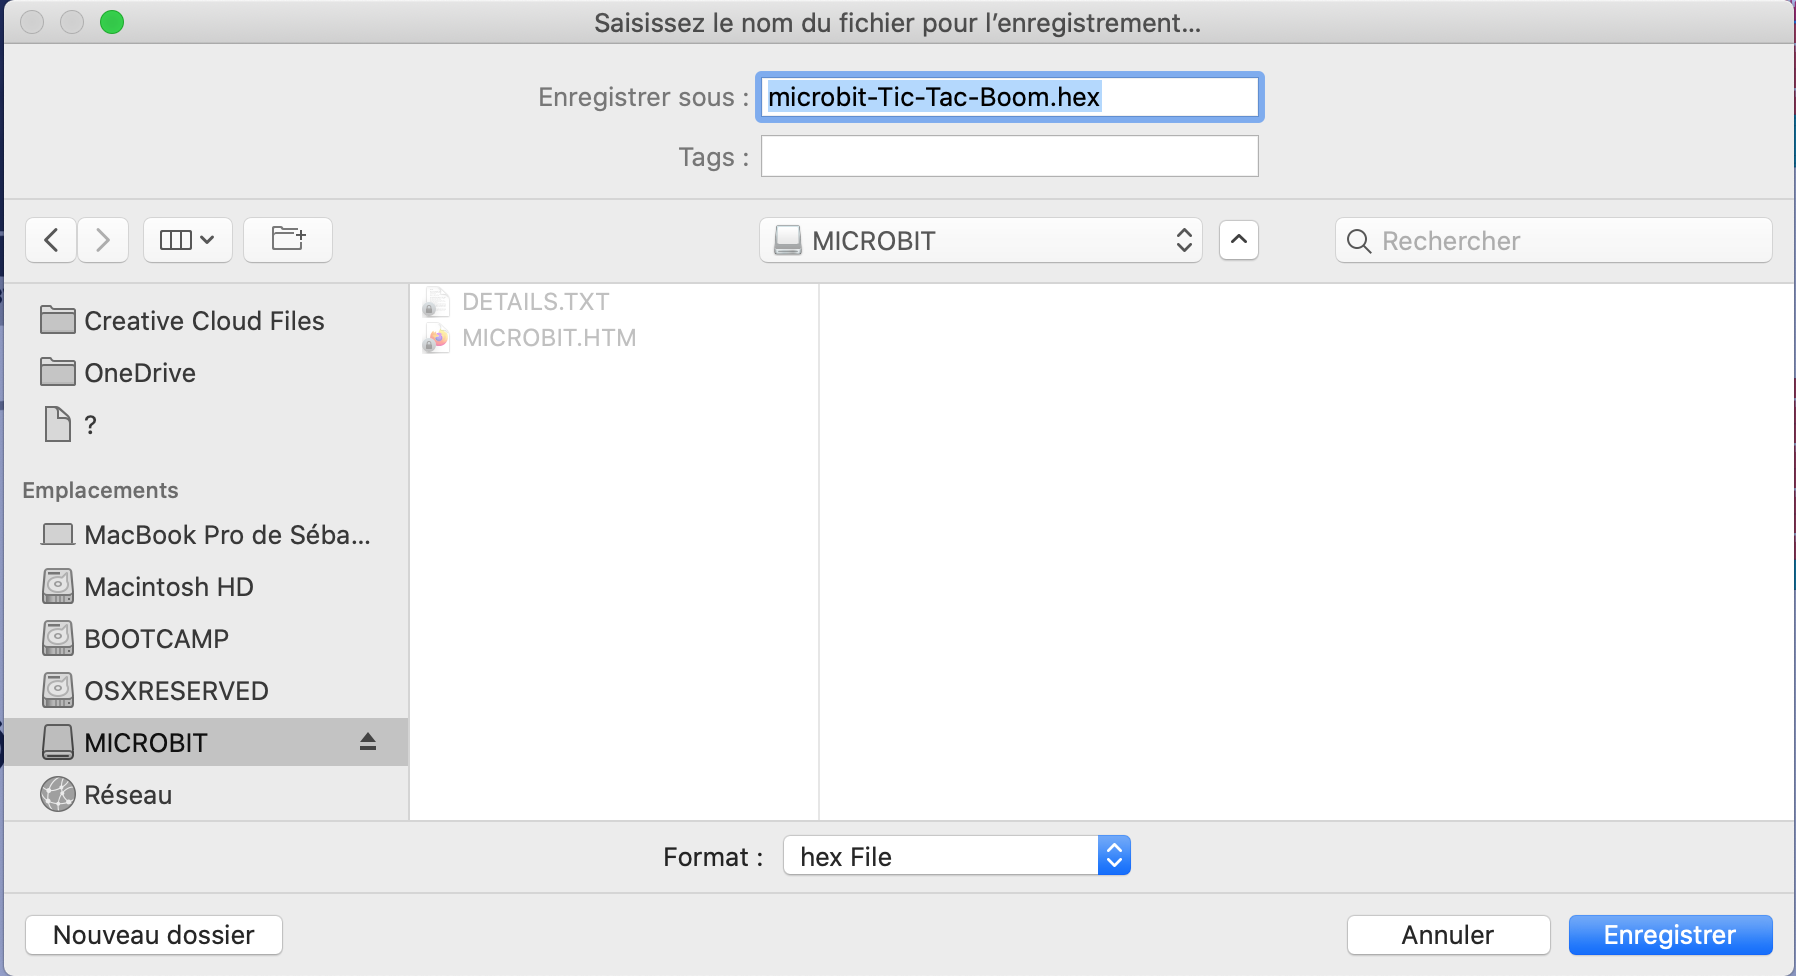 Saisissez le nom du fichier pour l’enregistrement...
Enregistrer sous : microbit-Tic-Tac-Boom.hex
Tags :
MICROBIT
Rechercher
Creative Cloud Files
OneDrive
?
Emplacements
MacBook Pro de Séba...
Macintosh HD
BOOTCAMP
OSXRESERVED
MICROBIT
Réseau
DETAILS.TXT
MICROBIT.HTM
Format : hex File
Nouveau dossier
Annuler
Enregistrer